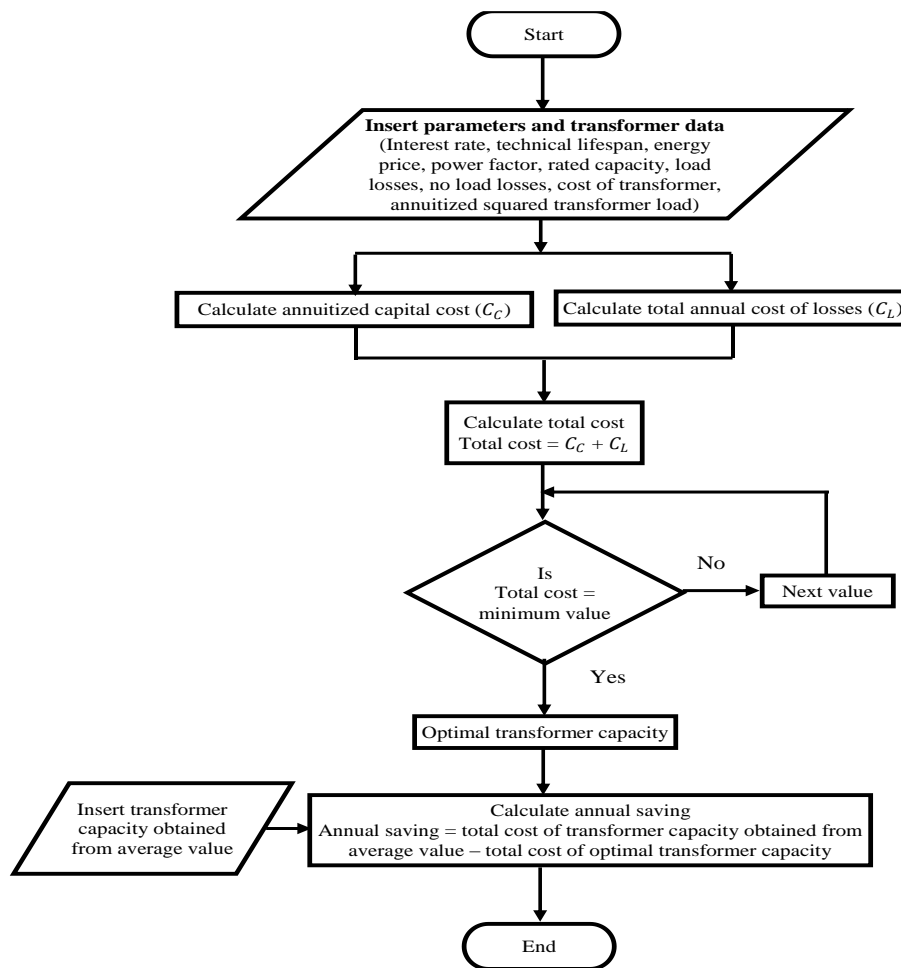 Start
Insert parameters and transformer data
(Interest rate, technical lifespan, energy
price, power factor, rated capacity, load
losses, no load losses, cost of transformer,
annuitized squared transformer load)
Calculate annuitized capital cost (C_C)
Calculate total annual cost of losses (C_L)
Calculate total cost
Total cost = C_C + C_L
Is
Total cost =
minimum value
No
Next value
Yes
Optimal transformer capacity
Insert transformer
capacity obtained
from average value
Calculate annual saving
Annual saving = total cost of transformer capacity obtained from
average value – total cost of optimal transformer capacity
End